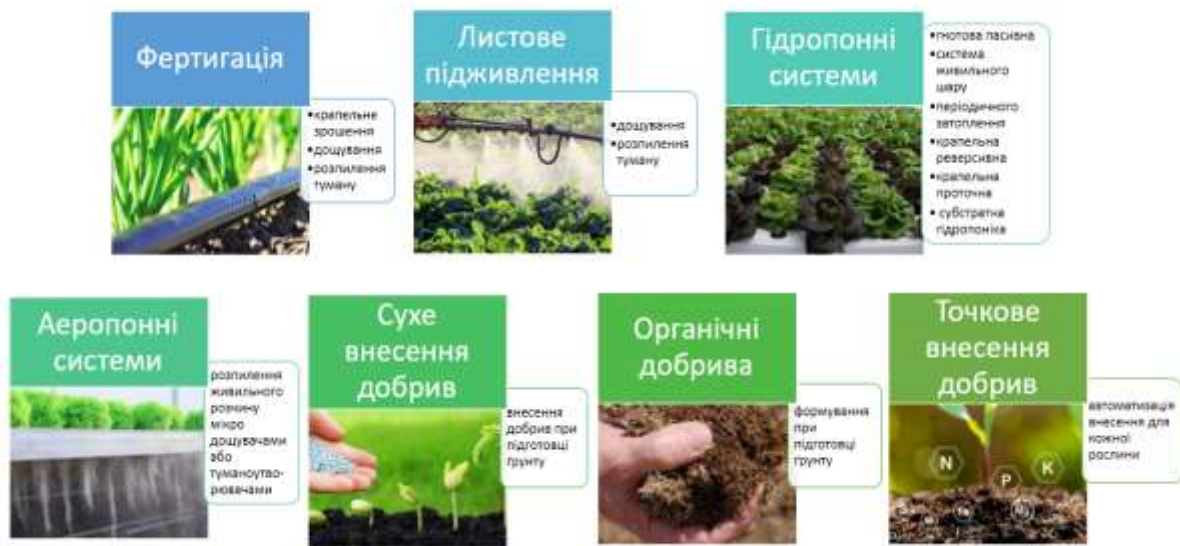 Фертигація
•крапельне
зрошення
•дощування
•розпилення
туману
Листове
підживлення
•дощування
•розпилення
туману
Гідропонні
системи
•гнотова пасивна
•система
живильного
шару
•періодичного
затоплення
•крапельна
реверсивна
•крапельна
проточна
• субстратна
гідропоніка
Аеропонні
системи
розпилення
живильного
розчину
мікро
дощувачами
або
туманоутво-
рювачами
Сухе
внесення
добрив
внесення
добрив при
підготовці
ґрунту
Органічні
добрива
формування
при
підготовці
ґрунту
Точкове
внесення
добрив
автоматизація
внесення для
кожної
рослини
N
P
K